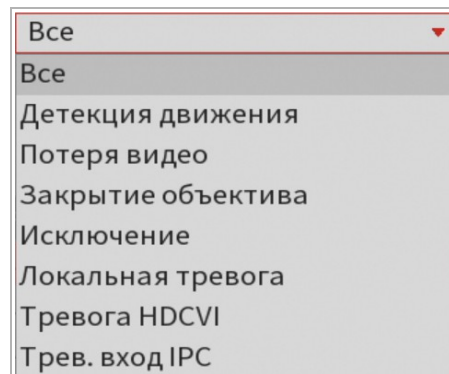 Все
Все
Детекция движения
Потеря видео
Закрытие объектива
Исключение
Локальная тревога
Тревога HDCVI
Трев. вход IPC